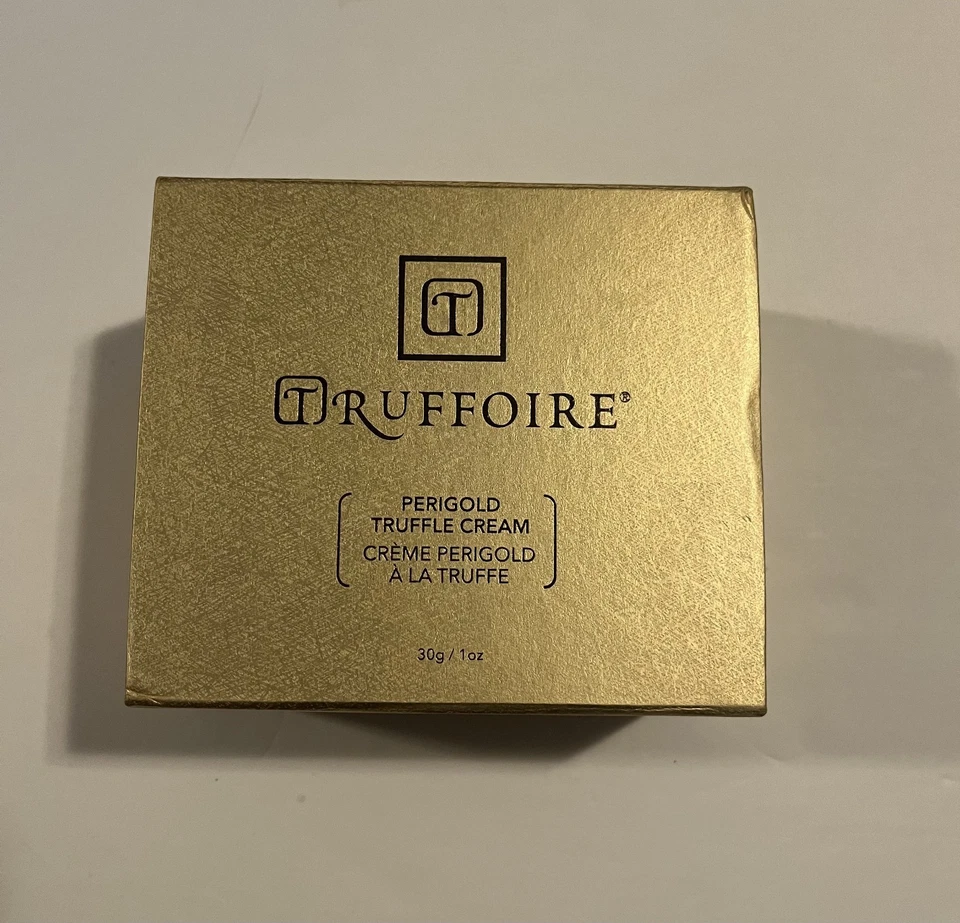 T
TRUFFOIRE®
PERIGOLD
TRUFFLE CREAM
CRÈME PERIGOLD
À LA TRUFFE
30g / 1oz